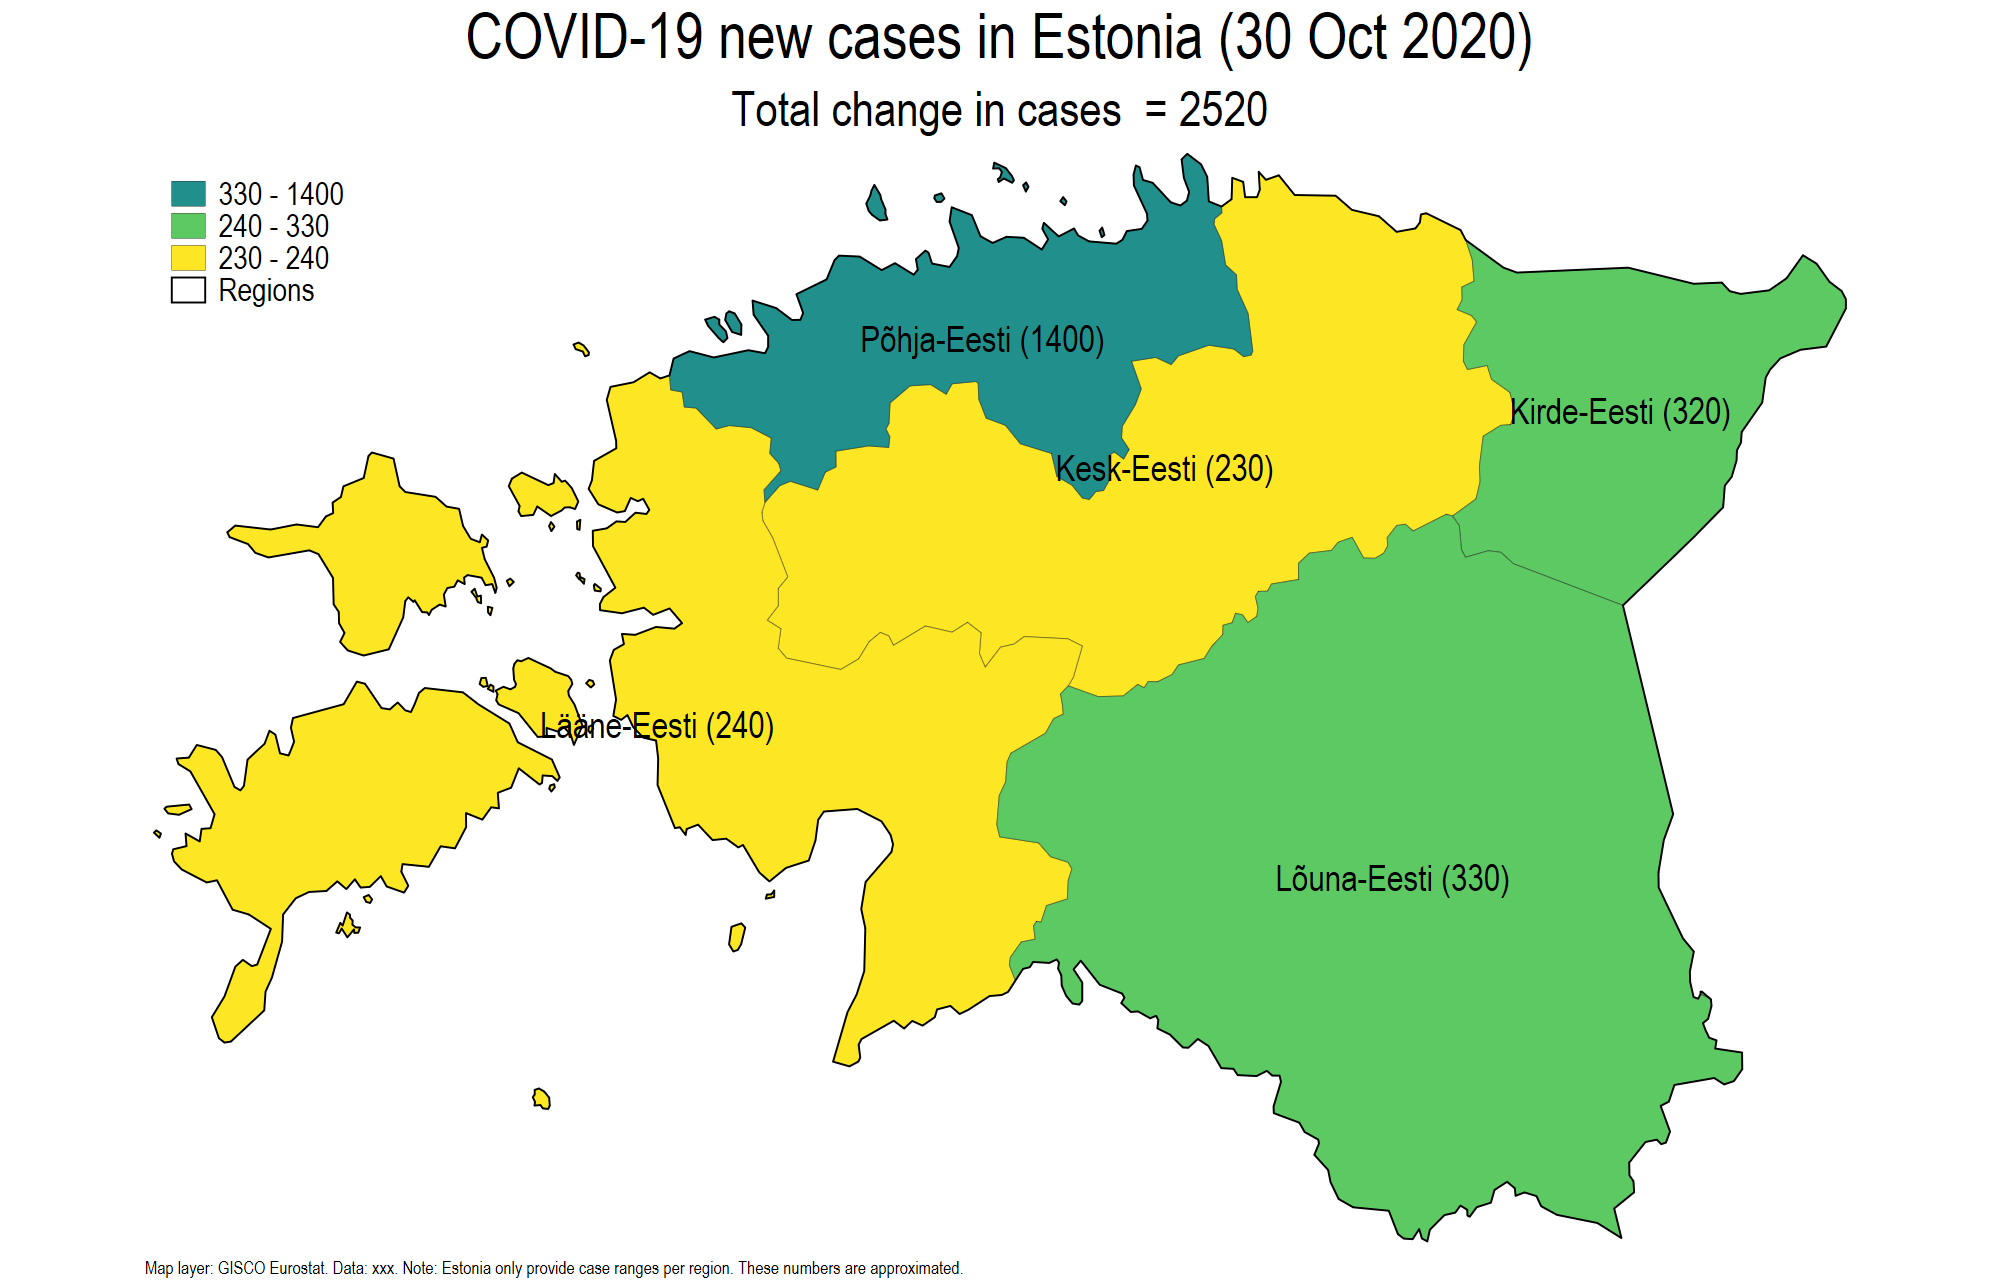 COVID-19 new cases in Estonia (30 Oct 2020)
Total change in cases  = 2520
330 - 1400
240 - 330
230 - 240
Regions
Põhja-Eesti (1400)
Kirde-Eesti (320)
Kesk-Eesti (230)
Lääne-Eesti (240)
Lõuna-Eesti (330)
Map layer: GISCO Eurostat. Data: xxx. Note: Estonia only provide case ranges per region. These numbers are approximated.